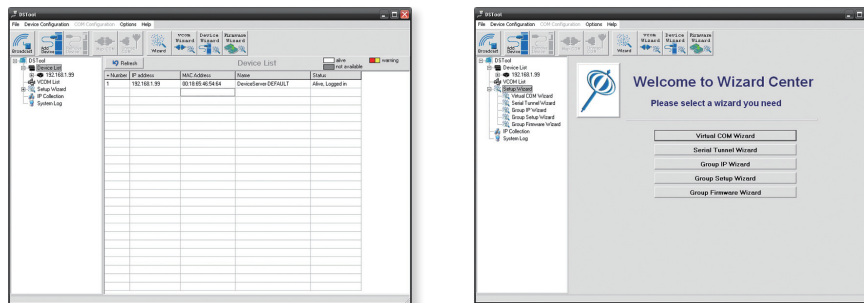 DSTool
File Device Configuration COM Configuration Options Help
Broadcast Add Device Wizard VCOM Wizard Device Wizard Firmware Wizard
DSTool
Device List
192.168.1.99
VCOM List
Setup Wizard
IP Collection
System Log
Refresh Device List alive not available warning
Number IP address MAC Address Name Status
1 192.168.1.99 00:18:85:46:54:64 DeviceServer-DEFAULT Alive, Logged in
DSTool
File Device Configuration COM Configuration Options Help
Broadcast Add Device Wizard VCOM Wizard Device Wizard Firmware Wizard
DSTool
Device List
192.168.1.99
VCOM List
Setup Wizard
Virtual COM Wizard
Serial Tunnel Wizard
Group IP Wizard
Group Setup Wizard
Group Firmware Wizard
IP Collection
System Log
Welcome to Wizard Center
Please select a wizard you need
Virtual COM Wizard
Serial Tunnel Wizard
Group IP Wizard
Group Setup Wizard
Group Firmware Wizard